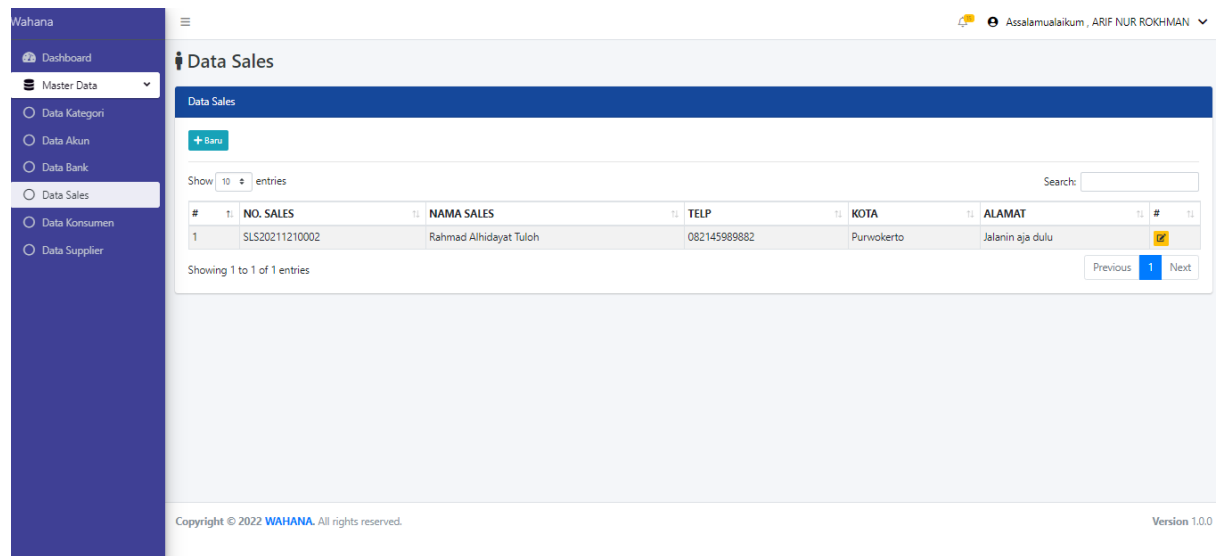 Wahana
Assalamualaikum , ARIF NUR ROKHMAN
Dashboard
Master Data
Data Kategori
Data Akun
Data Bank
Data Sales
Data Konsumen
Data Supplier
Data Sales
Data Sales
+ Baru
Show 10 entries
Search:
# NO. SALES NAMA SALES TELP KOTA ALAMAT #
1 SLS20211210002 Rahmad Alhidayat Tuloh 082145989882 Purwokerto Jalanin aja dulu
Showing 1 to 1 of 1 entries
Previous 1 Next
Copyright © 2022 WAHANA. All rights reserved.
Version 1.0.0